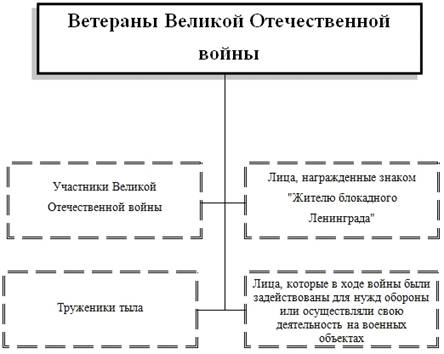 Ветераны Великой Отечественной
войны
Участники Великой
Отечественной войны
Лица, награжденные знаком
"Жителю блокадного
Ленинграда"
Труженики тыла
Лица, которые в ходе войны были
задействованы для нужд обороны
или осуществляли свою
деятельность на военных
объектах